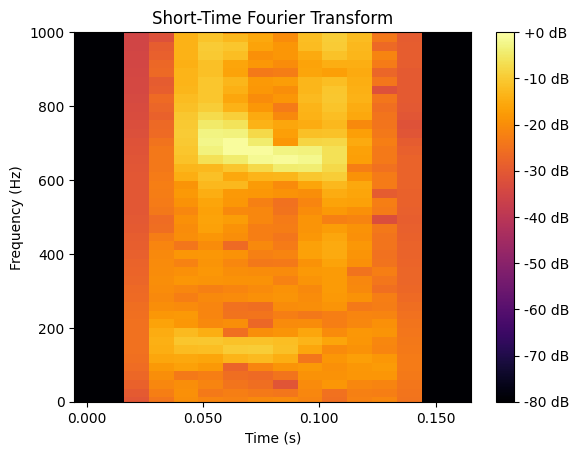 Short-Time Fourier Transform
1000
800
600
400
200
0
Frequency (Hz)
0.000
0.050
0.100
0.150
Time (s)
+0 dB
-10 dB
-20 dB
-30 dB
-40 dB
-50 dB
-60 dB
-70 dB
-80 dB